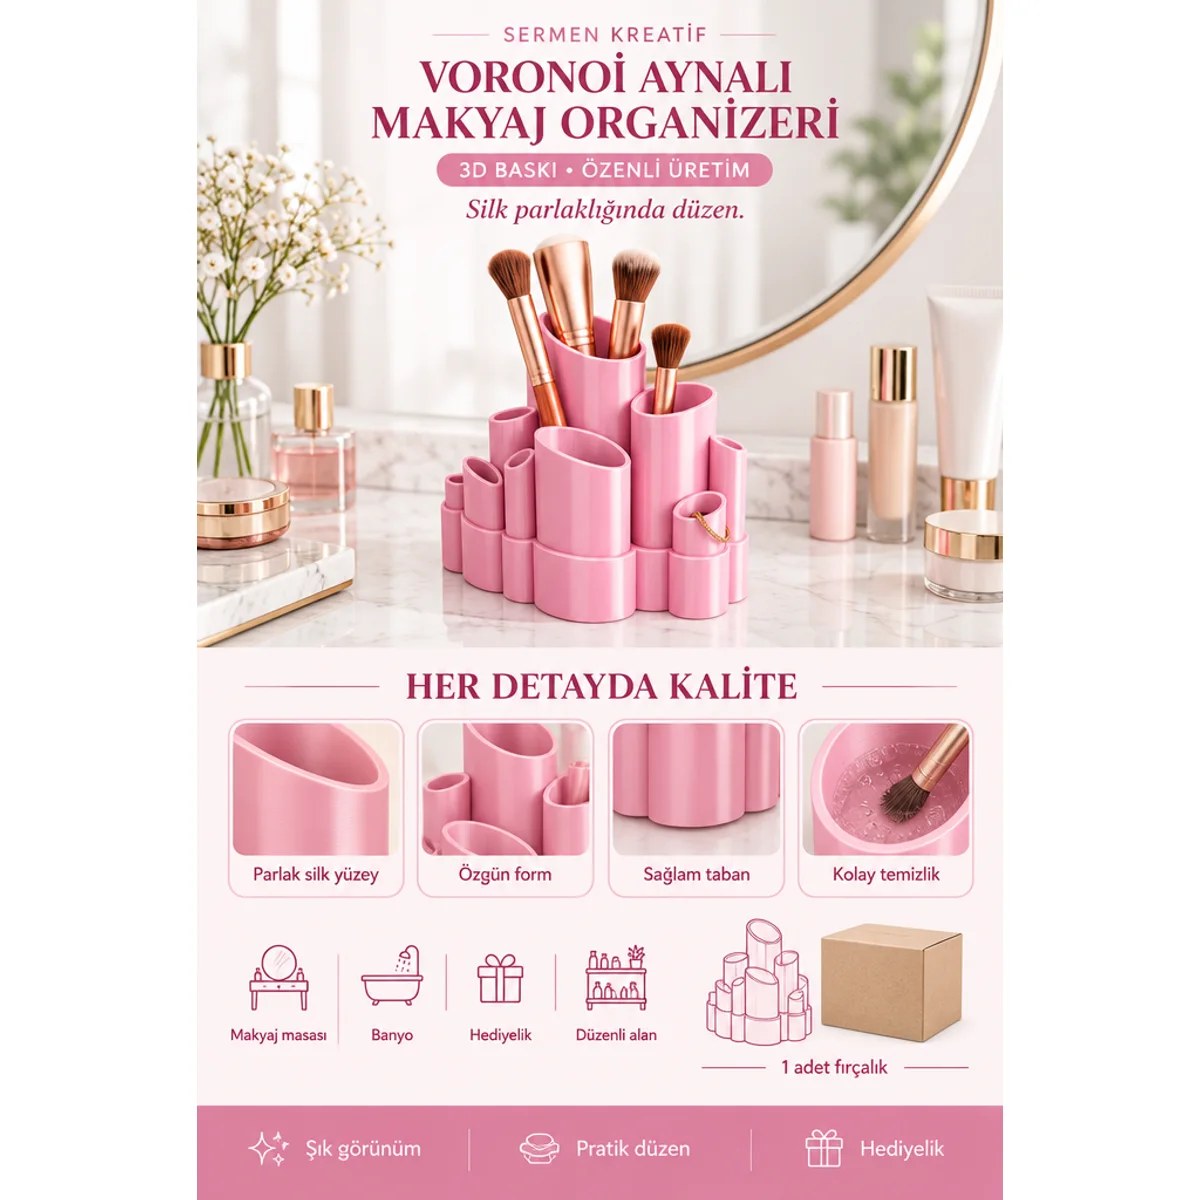 SERMEN KREATİF
VORONOİ AYNALI
MAKYAJ ORGANİZERİ
3D BASKI • ÖZENLİ ÜRETİM
Silk parlaklığında düzen.
HER DETAYDA KALİTE
Parlak silk yüzey
Özgün form
Sağlam taban
Kolay temizlik
Makyaj masası
Banyo
Hediyelik
Düzenli alan
1 adet fırçalık
Şık görünüm
Pratik düzen
Hediyelik